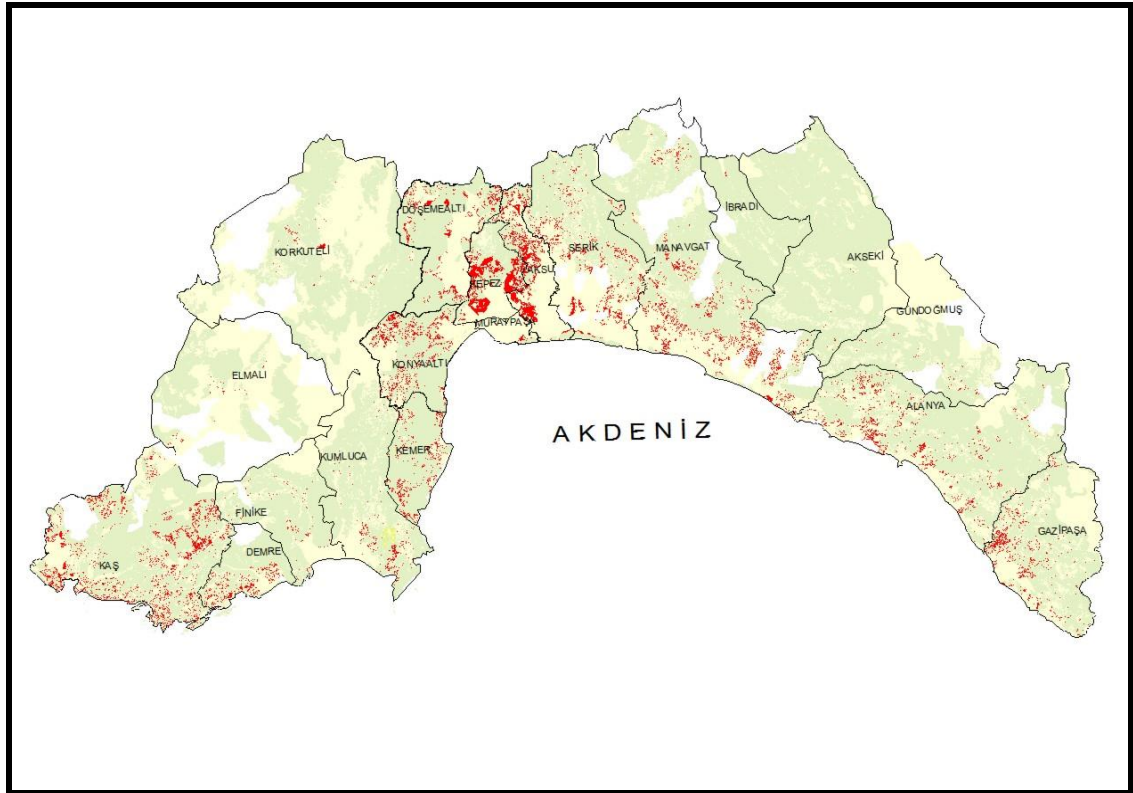 DÖŞEMEALTI
İBRADI
KORKUTELİ
SERİK
MANAVGAT
AKSEKİ
AKSU
KEPEZ
GÜNDOĞMUŞ
MURATPAŞA
KONYAALTI
ELMALI
ALANYA
AKDENİZ
KEMER
KUMLUCA
FİNİKE
GAZİPAŞA
DEMRE
KAŞ